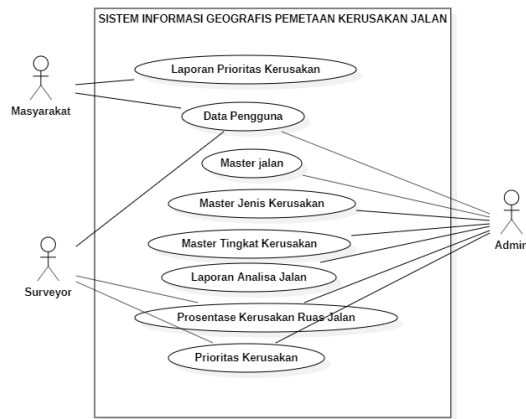 SISTEM INFORMASI GEOGRAFIS PEMETAAN KERUSAKAN JALAN
Laporan Prioritas Kerusakan
Masyarakat
Data Pengguna
Master jalan
Master Jenis Kerusakan
Admin
Master Tingkat Kerusakan
Laporan Analisa Jalan
Surveyor
Prosentase Kerusakan Ruas Jalan
Prioritas Kerusakan